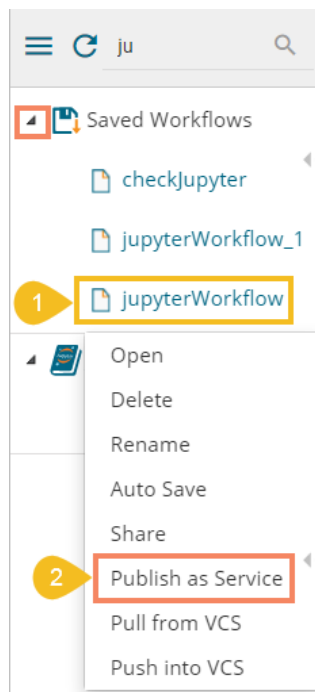 ju
Saved Workflows
checkJupyter
jupyterWorkflow_1
1
jupyterWorkflow
Open
Delete
Rename
Auto Save
Share
2
Publish as Service
Pull from VCS
Push into VCS